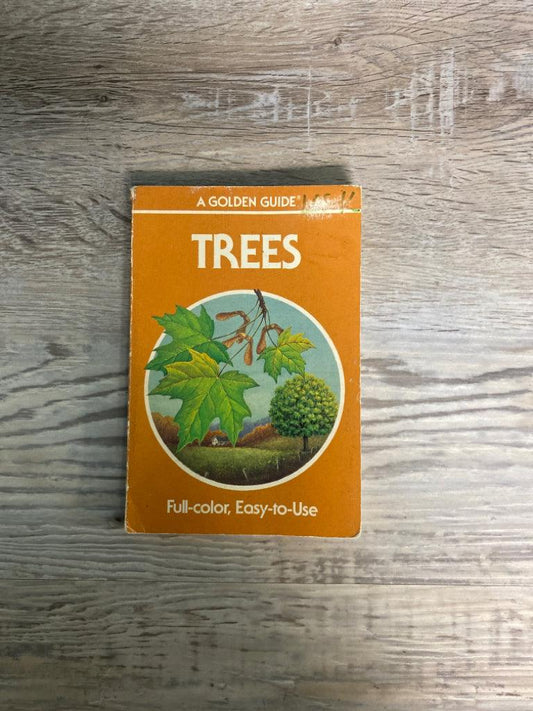 A GOLDEN GUIDE®
TREES
Full-color, Easy-to-Use